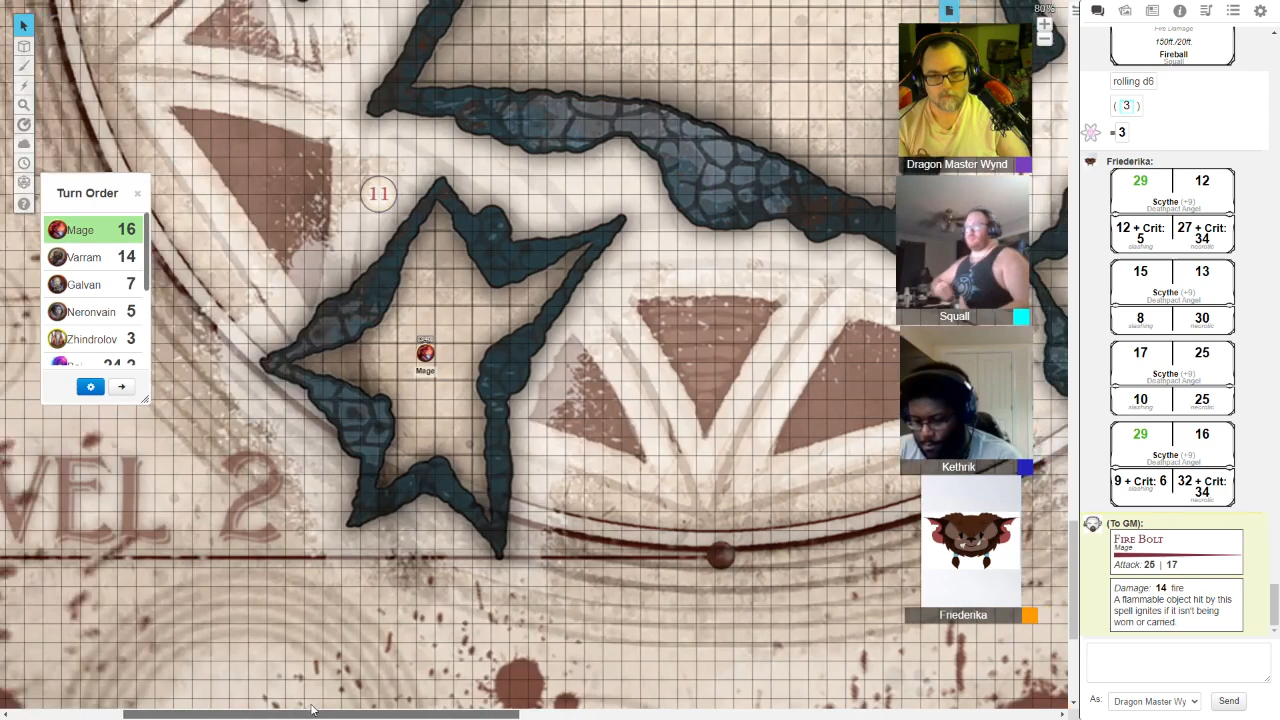 80%
Turn Order
Mage 16
Varram 14
Galvan 7
Neronvain 5
Zhindrolov 3
11
Mage
VEL 2
Dragon Master Wynd
Squall
Kethrik
Friederika
Fire Damage
150ft./20ft.
Fireball
Squall
rolling d6
( 3 )
= 3
Friederika:
29 12
Scythe (+9)
Deathpact Angel
12 + Crit: 27 + Crit:
5 34
slashing necrotic
15 13
Scythe (+9)
Deathpact Angel
8 30
slashing necrotic
17 25
Scythe (+9)
Deathpact Angel
10 25
slashing necrotic
29 16
Scythe (+9)
Deathpact Angel
9 + Crit: 6 32 + Crit:
34
slashing necrotic
(To GM):
FIRE BOLT
Mage
Attack: 25 | 17
Damage: 14 fire
A flammable object hit by this
spell ignites if it isn't being
worn or carried.
As: Dragon Master Wy Send